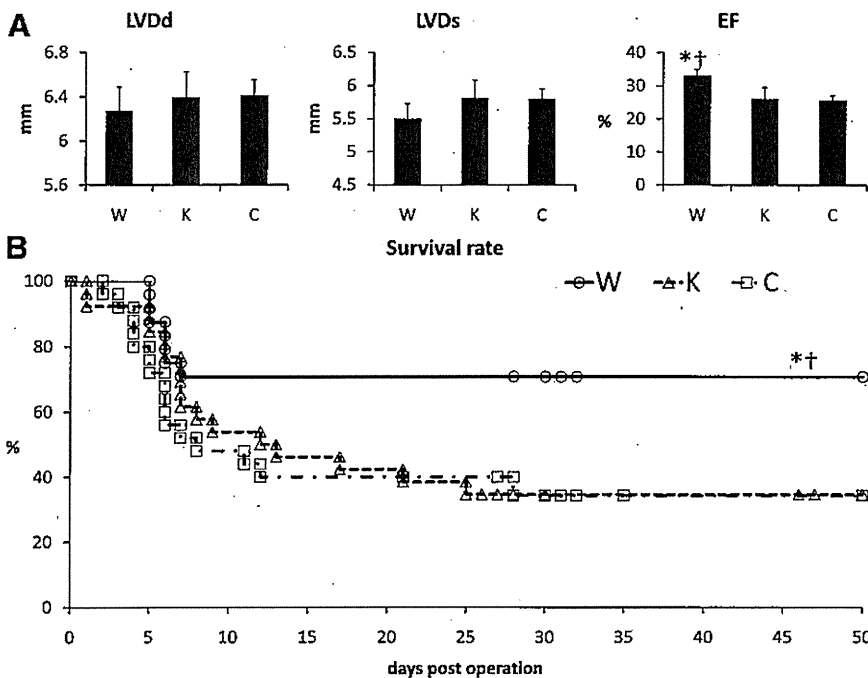 A
LVDd
LVDs
EF
6.8
6.4
6
5.6
mm
W K C
6.5
6
5.5
5
4.5
mm
W K C
40
30
20
10
0
%
*†
W K C
B
Survival rate
W K C
100
80
60
40
20
0
%
*†
0 5 10 15 20 25 30 35 40 45 50
days post operation